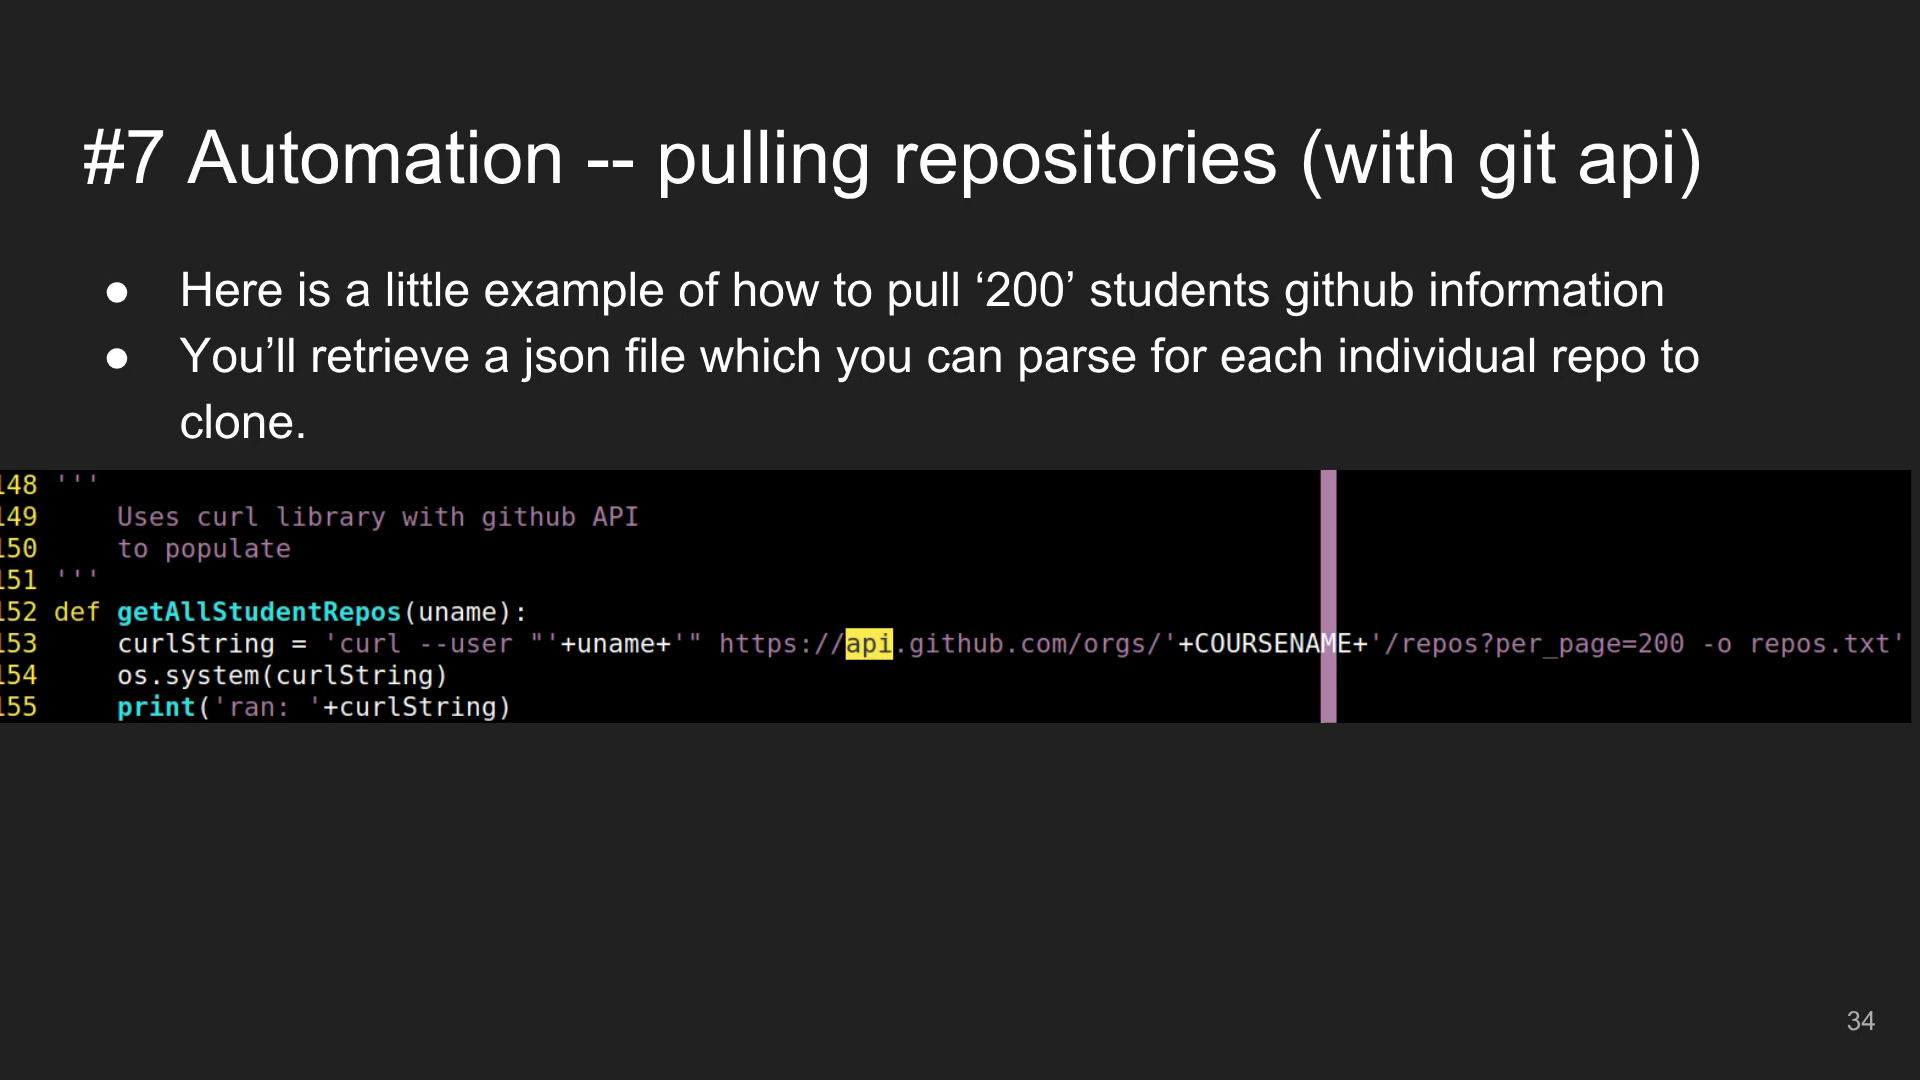 #7 Automation -- pulling repositories (with git api)
● Here is a little example of how to pull ‘200’ students github information
● You’ll retrieve a json file which you can parse for each individual repo to
clone.
148 '''
149     Uses curl library with github API
150     to populate
151 '''
152 def getAllStudentRepos(uname):
153     curlString = 'curl --user "'+uname+'" https://api.github.com/orgs/'+COURSENAME+'/repos?per_page=200 -o repos.txt'
154     os.system(curlString)
155     print('ran: '+curlString)
34